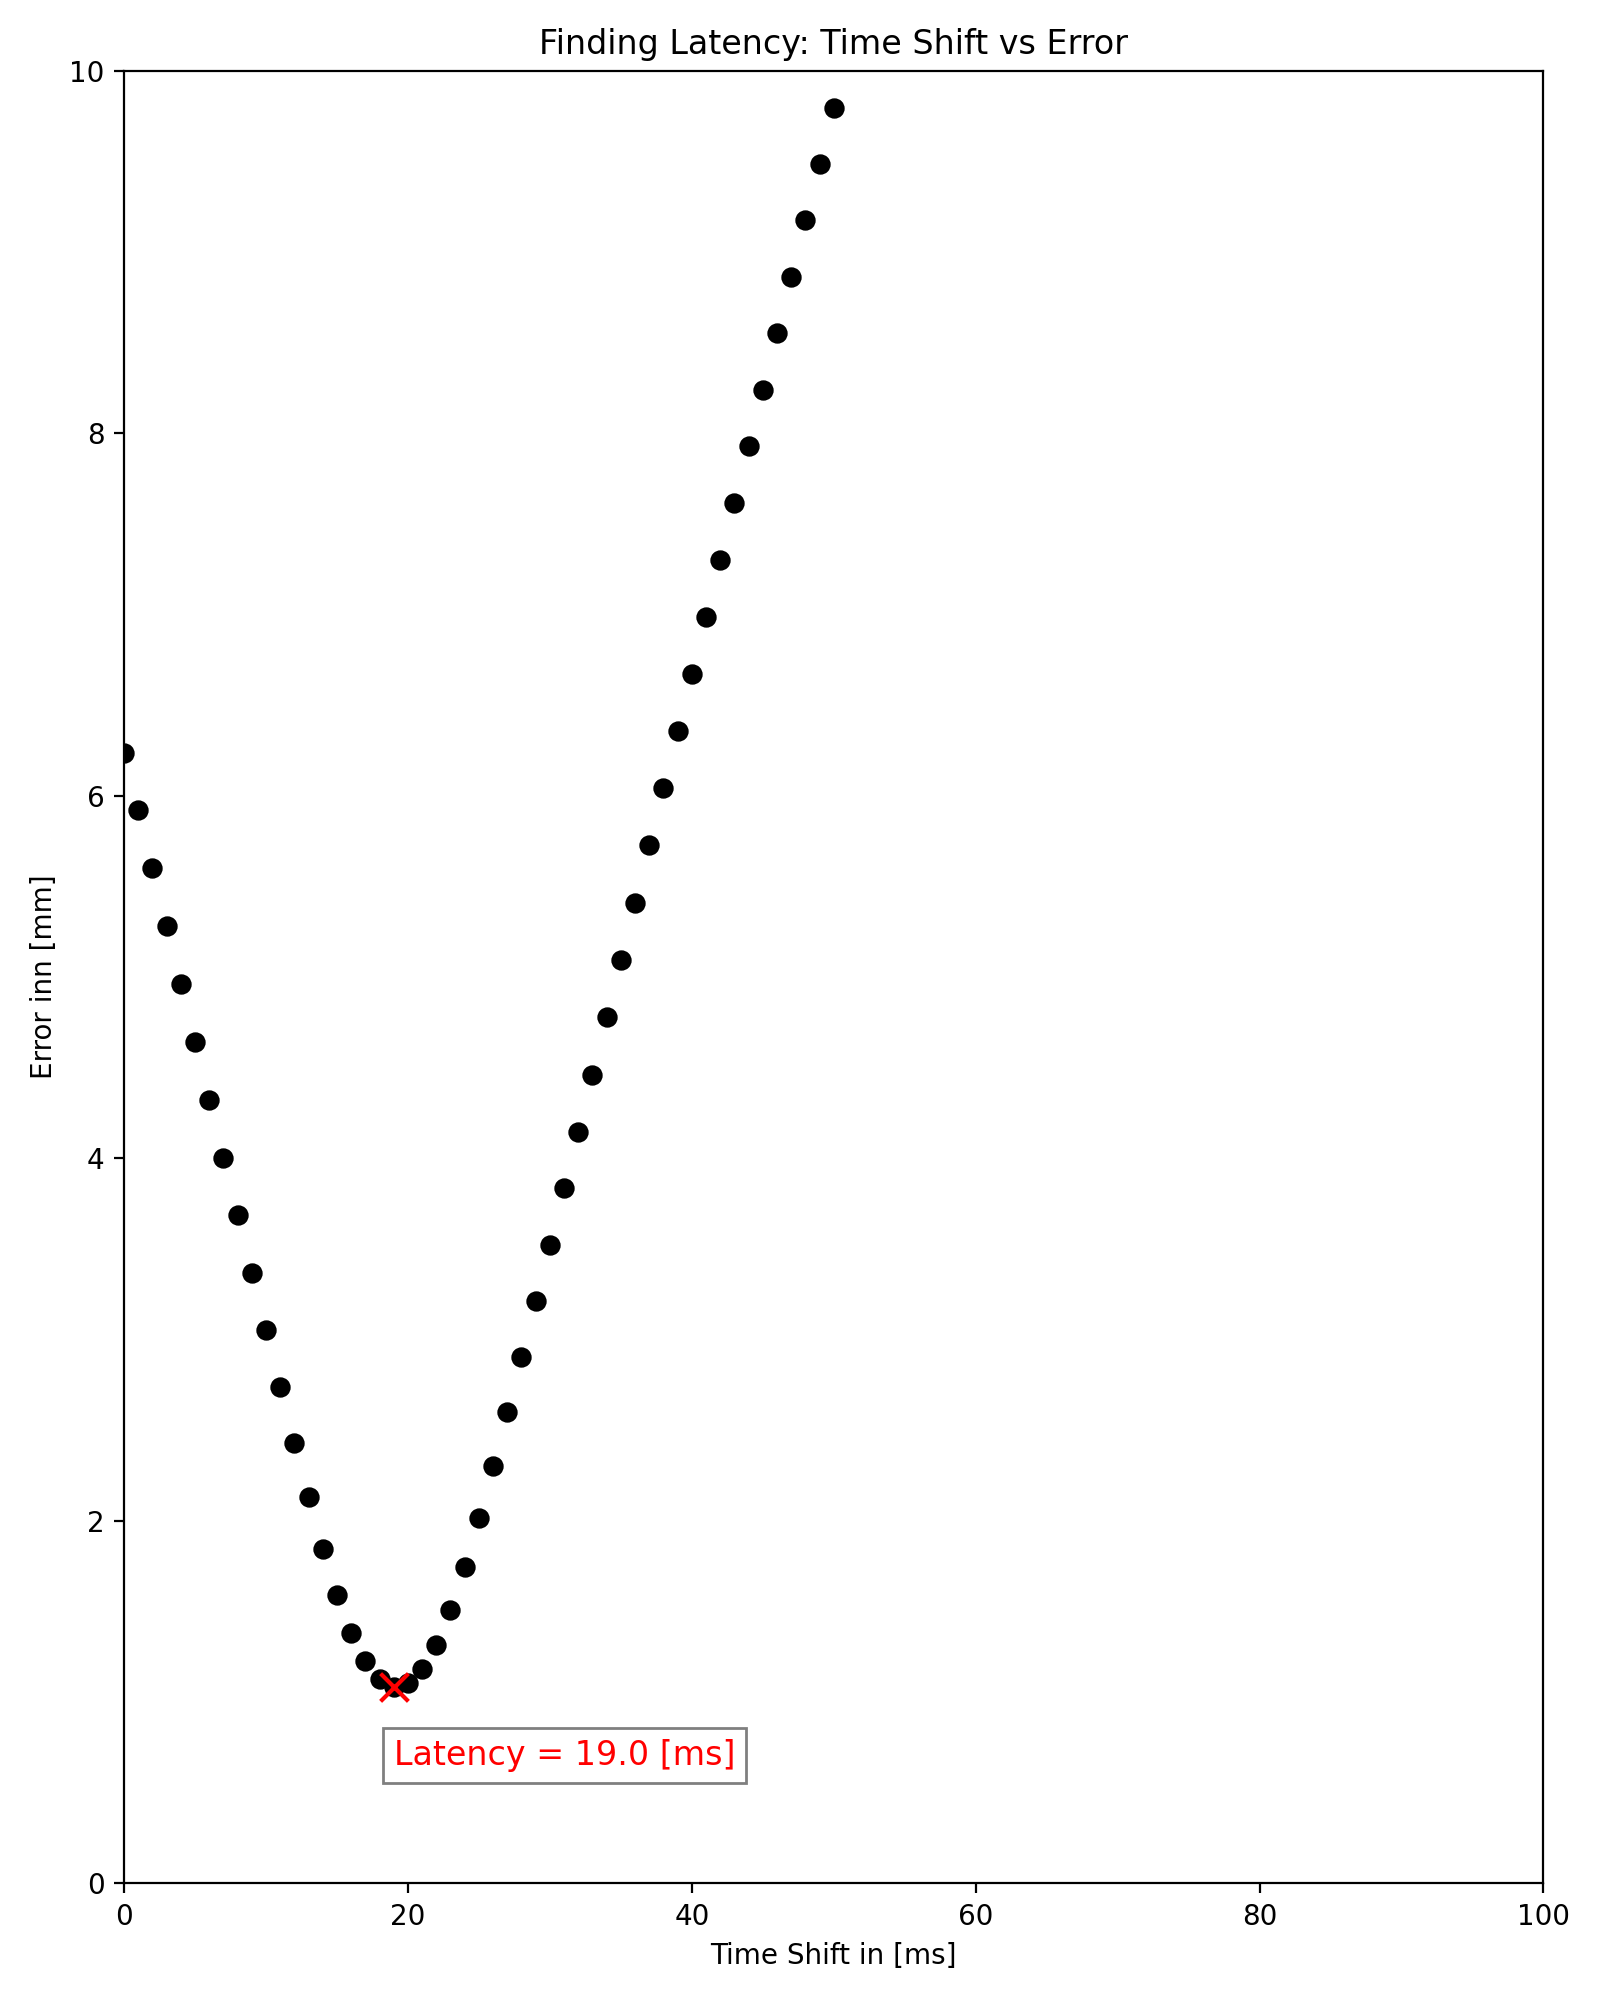 Finding Latency: Time Shift vs Error
10
8
6
4
2
0
Error inn [mm]
Latency = 19.0 [ms]
0 20 40 60 80 100
Time Shift in [ms]